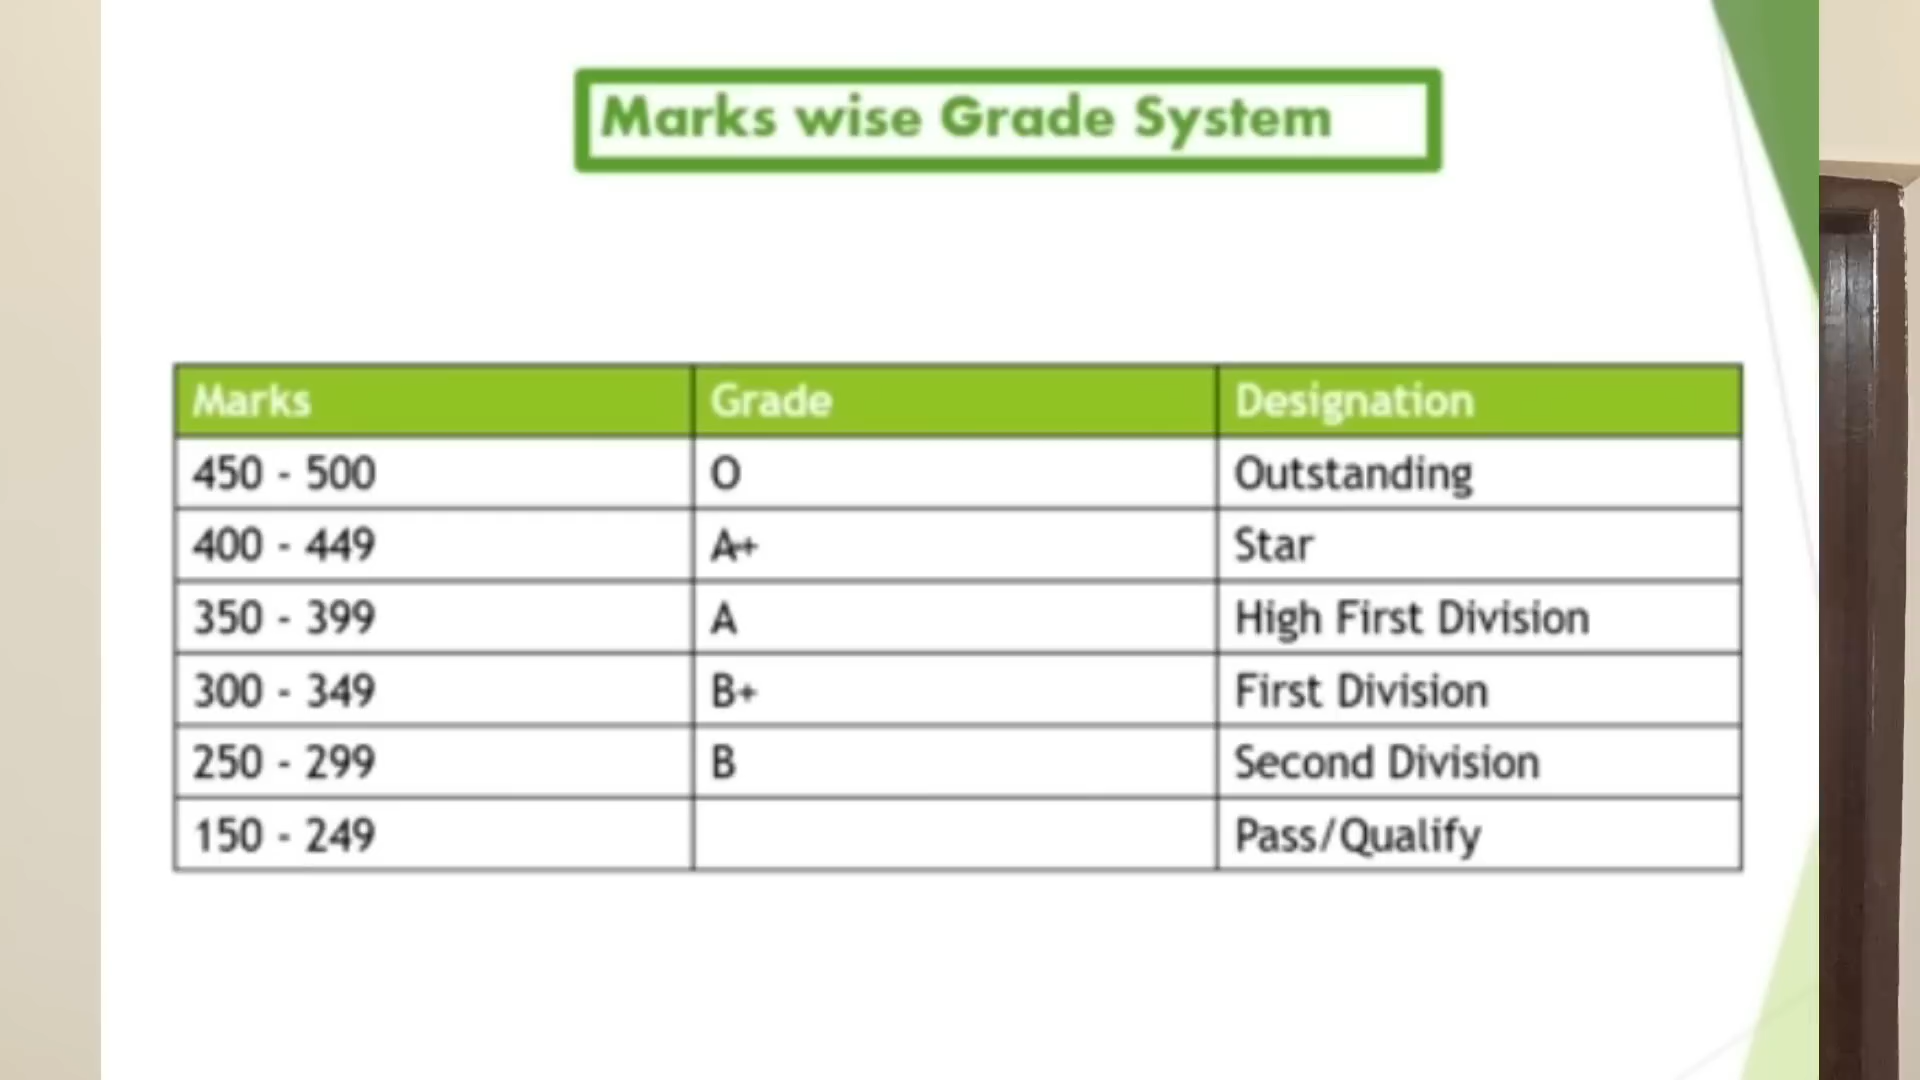 Marks wise Grade System
Marks Grade Designation
450 - 500 O Outstanding
400 - 449 A+ Star
350 - 399 A High First Division
300 - 349 B+ First Division
250 - 299 B Second Division
150 - 249 Pass/Qualify